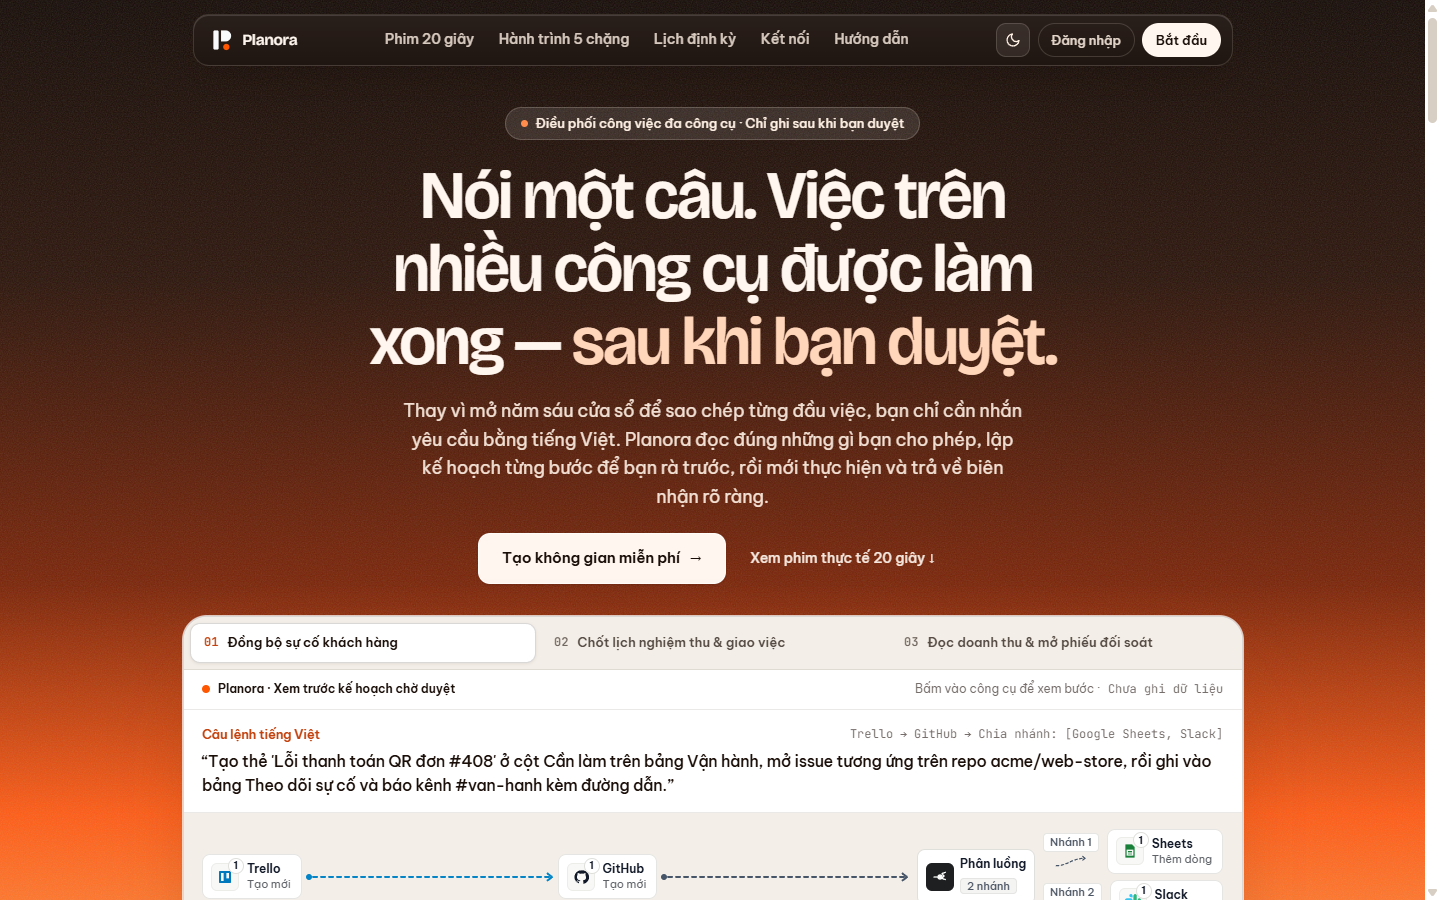 Planora
Phim 20 giây
Hành trình 5 chặng
Lịch định kỳ
Kết nối
Hướng dẫn
Đăng nhập
Bắt đầu
Điều phối công việc đa công cụ · Chỉ ghi sau khi bạn duyệt
Nói một câu. Việc trên
nhiều công cụ được làm
xong — sau khi bạn duyệt.
Thay vì mở năm sáu cửa sổ để sao chép từng đầu việc, bạn chỉ cần nhắn
yêu cầu bằng tiếng Việt. Planora đọc đúng những gì bạn cho phép, lập
kế hoạch từng bước để bạn rà trước, rồi mới thực hiện và trả về biên
nhận rõ ràng.
Tạo không gian miễn phí →
Xem phim thực tế 20 giây ↓
01 Đồng bộ sự cố khách hàng
02 Chốt lịch nghiệm thu & giao việc
03 Đọc doanh thu & mở phiếu đối soát
Planora · Xem trước kế hoạch chờ duyệt
Bấm vào công cụ để xem bước · Chưa ghi dữ liệu
Câu lệnh tiếng Việt
Trello → GitHub → Chia nhánh: [Google Sheets, Slack]
“Tạo thẻ 'Lỗi thanh toán QR đơn #408' ở cột Cần làm trên bảng Vận hành, mở issue tương ứng trên repo acme/web-store, rồi ghi vào
bảng Theo dõi sự cố và báo kênh #van-hanh kèm đường dẫn.”
1
Trello
Tạo mới
1
GitHub
Tạo mới
Phân luồng
2 nhánh
Nhánh 1
1
Sheets
Thêm dòng
Nhánh 2
1
Slack